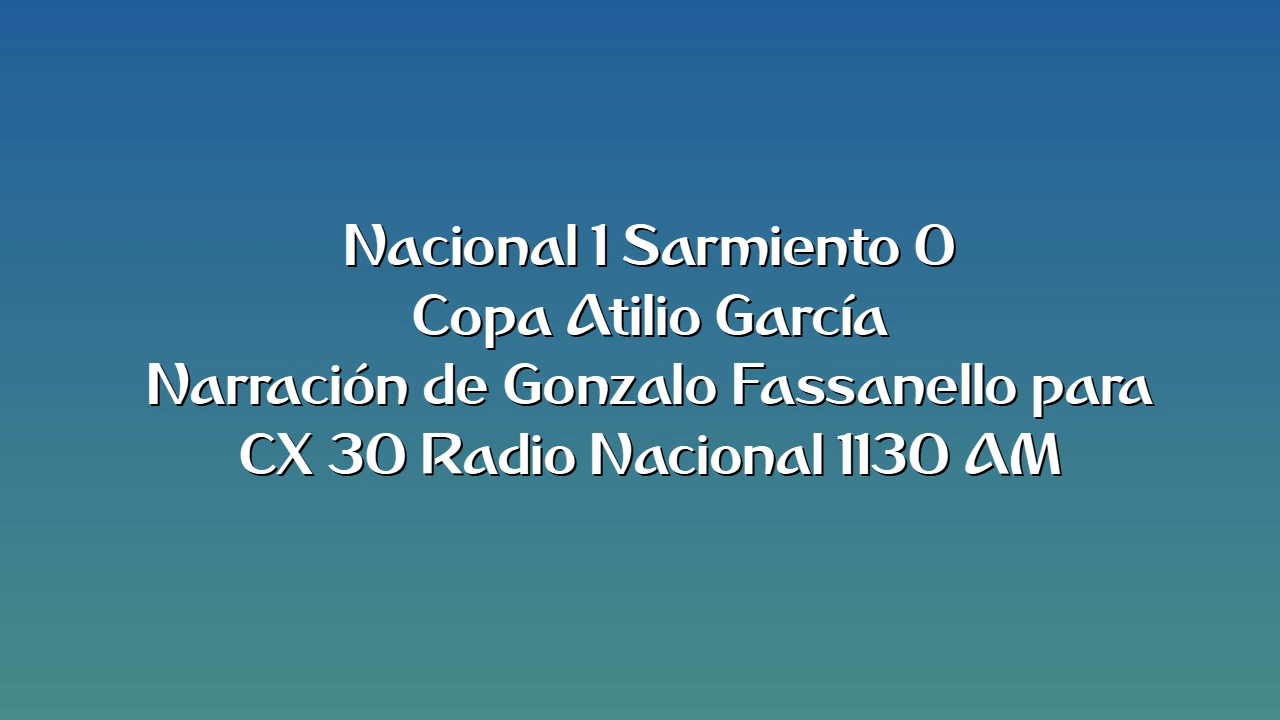 Nacional 1 Sarmiento 0
Copa Atilio García
Narración de Gonzalo Fassanello para
CX 30 Radio Nacional 1130 AM